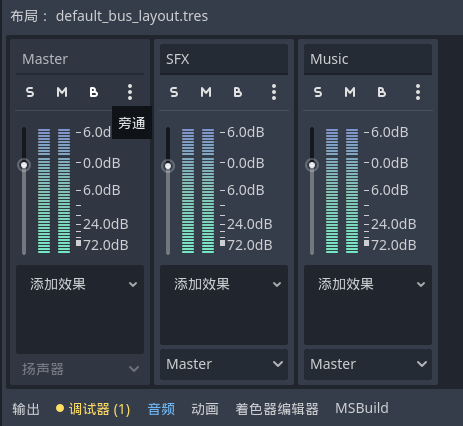 布局： default_bus_layout.tres
Master SFX Music
S M B S M B S M B
旁通
6.0dB 6.0dB 6.0dB
0.0dB 0.0dB 0.0dB
6.0dB 6.0dB 6.0dB
24.0dB 24.0dB 24.0dB
72.0dB 72.0dB 72.0dB
添加效果 添加效果 添加效果
扬声器 Master Master
输出 调试器 (1) 音频 动画 着色器编辑器 MSBuild